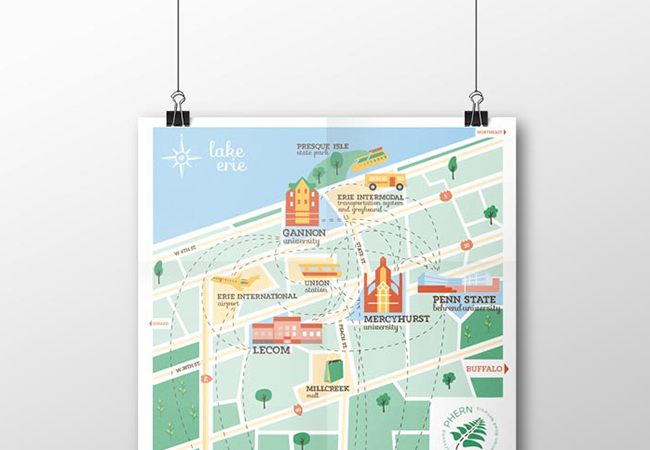 NORTHEAST
lake
erie
PRESQUE ISLE
state park
ERIE INTERMODAL
transportation system
and greyhound
GANNON
university
W 6TH ST.
STATE ST.
UNION
station
ERIE INTERNATIONAL
airport
PENN STATE
behrend university
MERCYHURST
university
PEACH ST.
LECOM
W 38TH ST.
MILLCREEK
mall
BUFFALO
PHERN